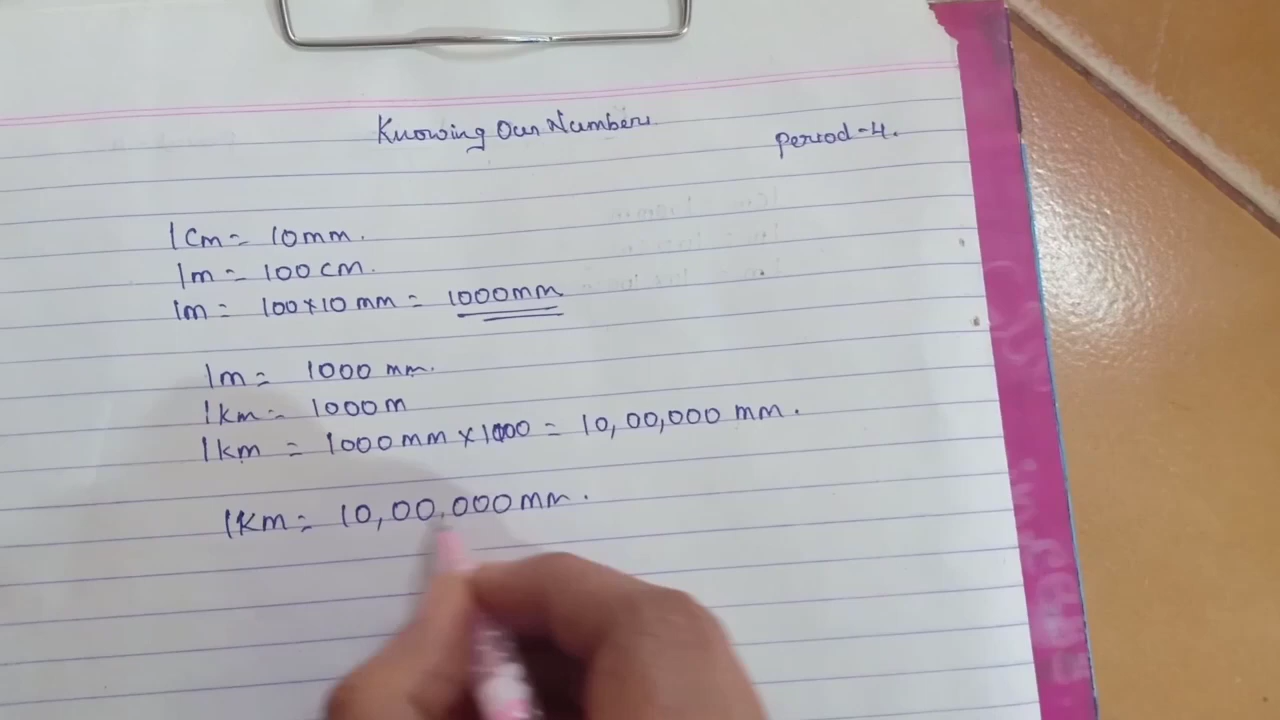 Knowing Our Numbers.
Period-4.
1cm = 10mm.
1m = 100cm.
1m = 100×10 mm = 1000mm
1m = 1000 mm.
1km = 1000m
1km = 1000mm×1000 = 10,00,000 mm.
1km = 10,00,000mm.